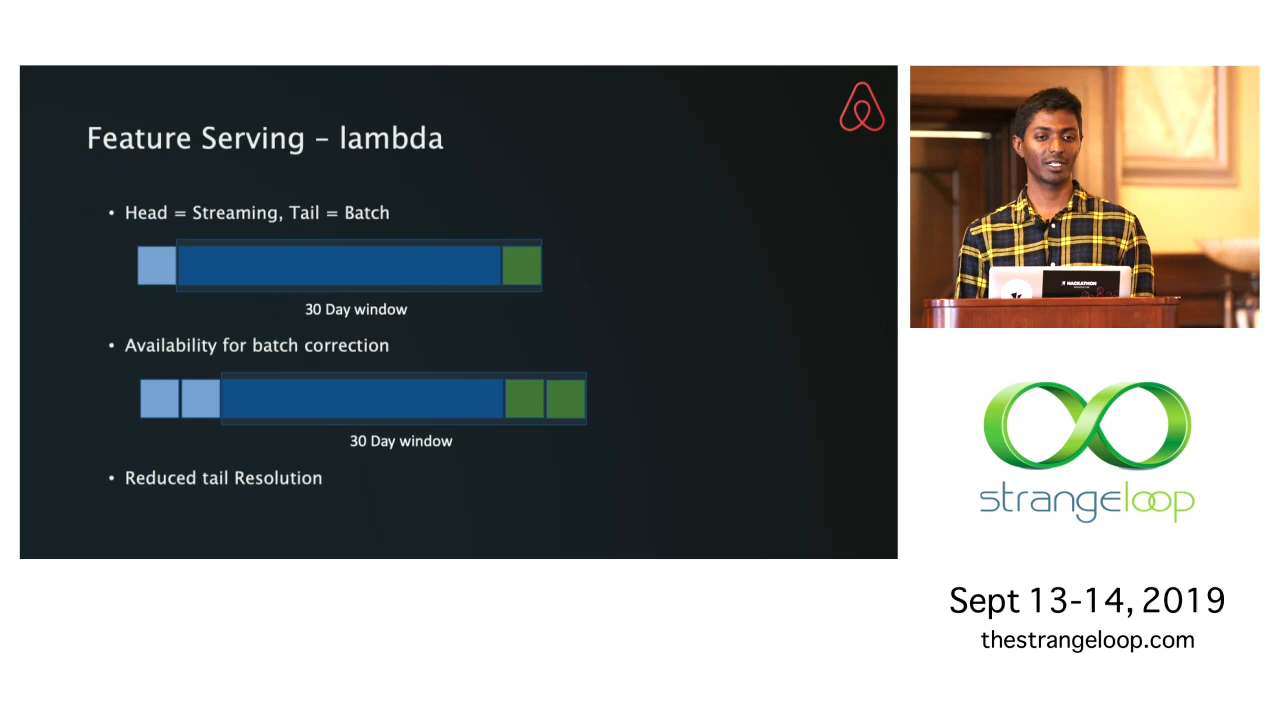 Feature Serving – lambda
• Head = Streaming, Tail = Batch
30 Day window
• Availability for batch correction
30 Day window
• Reduced tail Resolution
HACKATHON
strangeloop
Sept 13-14, 2019
thestrangeloop.com